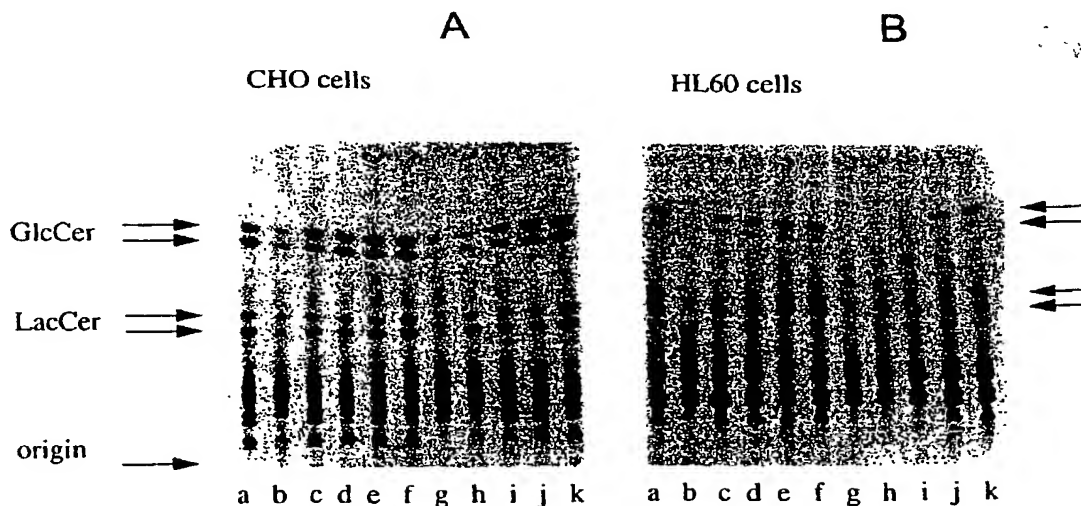 A
B
CHO cells
HL60 cells
GlcCer
LacCer
origin
a b c d e f g h i j k
a b c d e f g h i j k